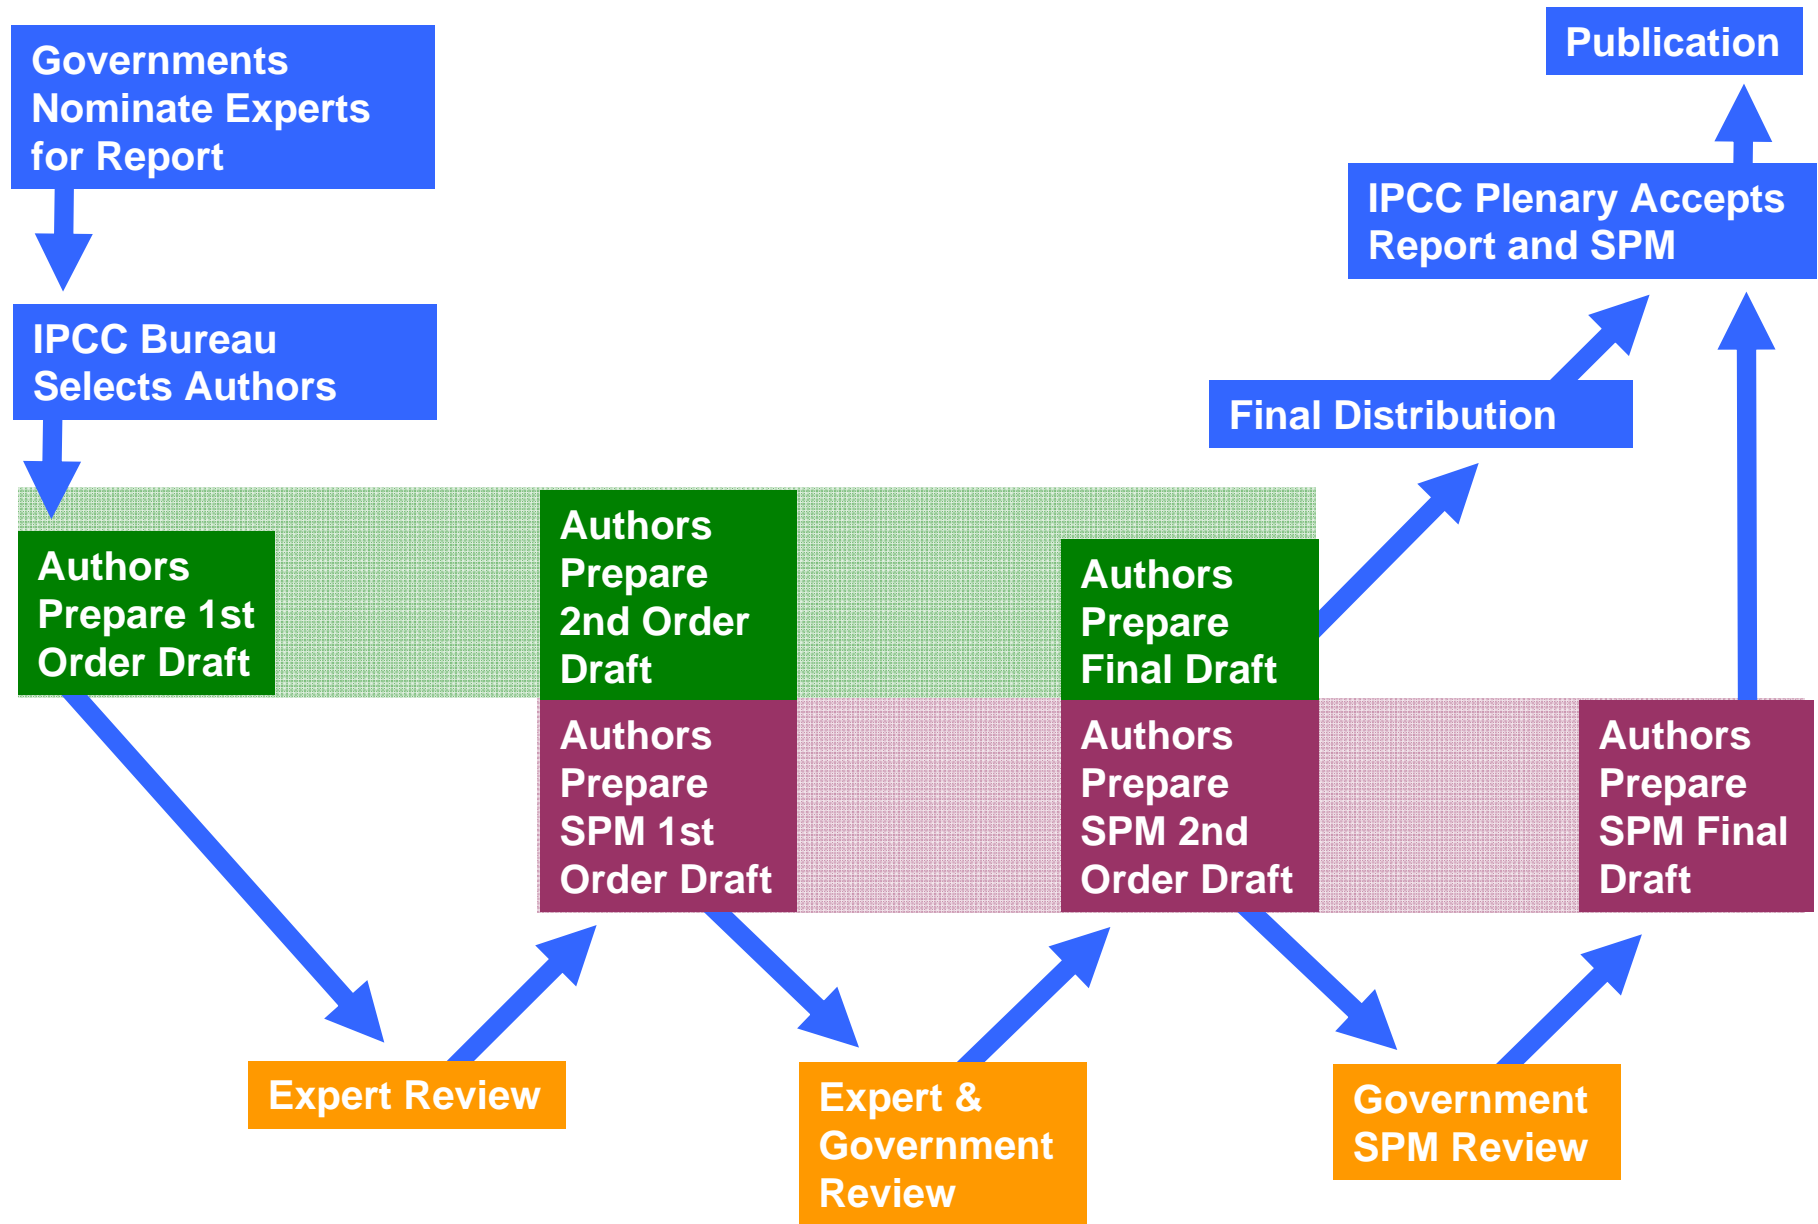 Governments
Nominate Experts
for Report
IPCC Bureau
Selects Authors
Publication
IPCC Plenary Accepts
Report and SPM
Final Distribution
Authors
Prepare 1st
Order Draft
Authors
Prepare
2nd Order
Draft
Authors
Prepare
Final Draft
Authors
Prepare
SPM 1st
Order Draft
Authors
Prepare
SPM 2nd
Order Draft
Authors
Prepare
SPM Final
Draft
Expert Review
Expert &
Government
Review
Government
SPM Review